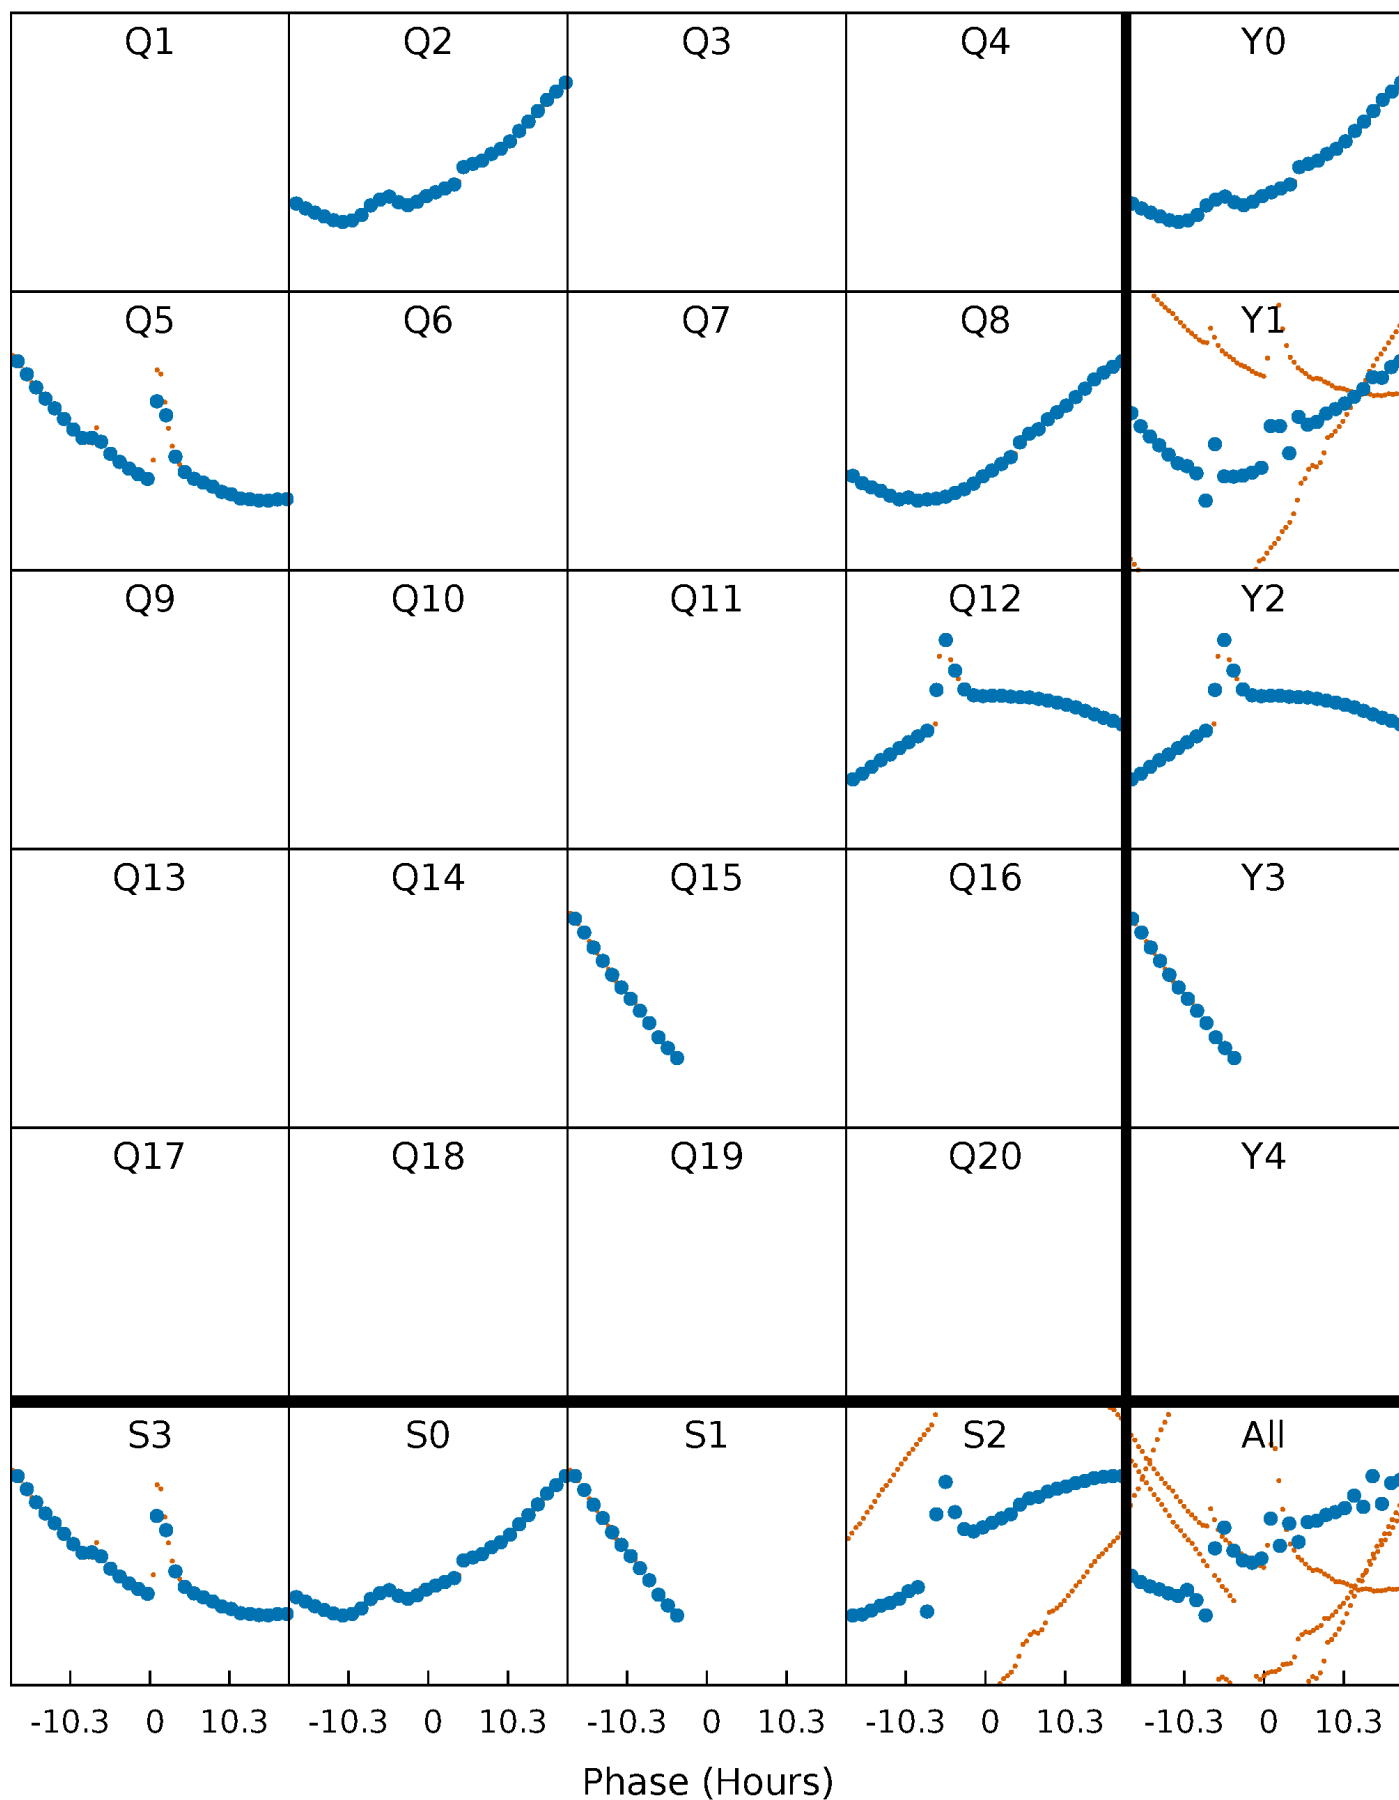 Q1 Q2 Q3 Q4 Y0
Q5 Q6 Q7 Q8 Y1
Q9 Q10 Q11 Q12 Y2
Q13 Q14 Q15 Q16 Y3
Q17 Q18 Q19 Q20 Y4
S3 S0 S1 S2 All
-10.3 0 10.3 -10.3 0 10.3 -10.3 0 10.3 -10.3 0 10.3 -10.3 0 10.3
Phase (Hours)